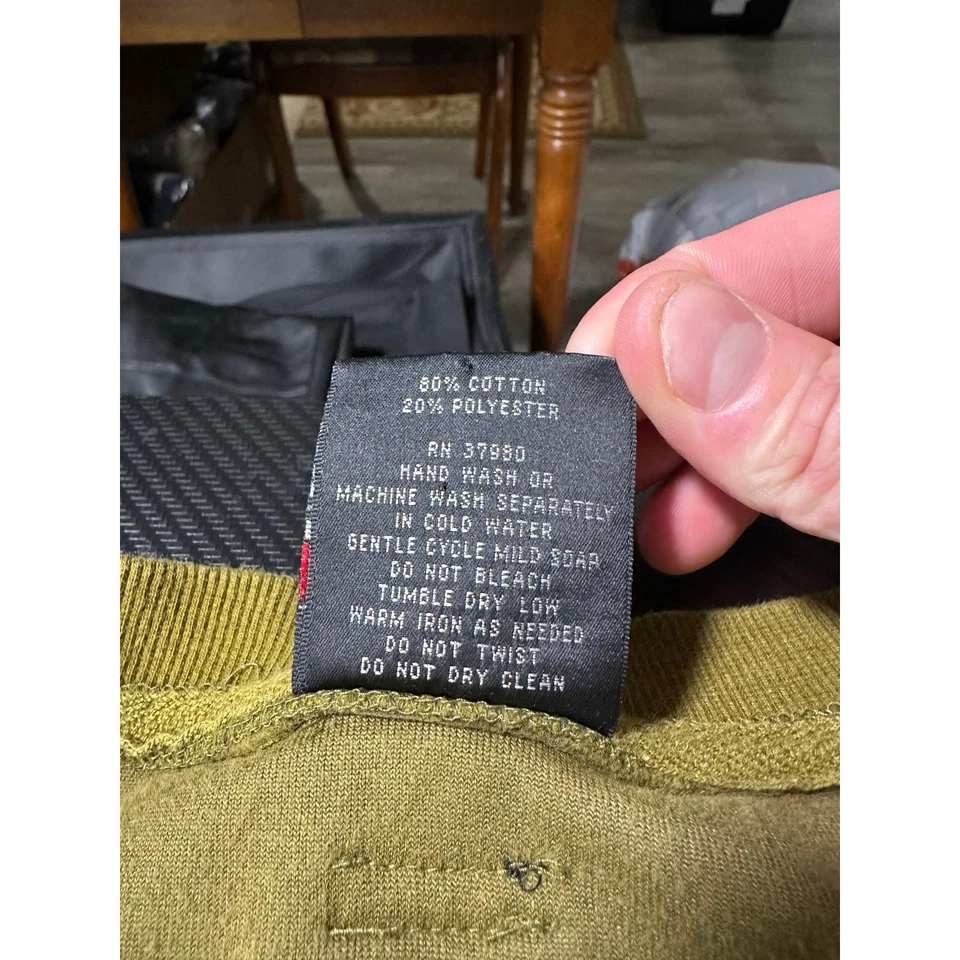 80% COTTON
20% POLYESTER
RN 37980
HAND WASH OR
MACHINE WASH SEPARATELY
IN COLD WATER
GENTLE CYCLE MILD SOAP
DO NOT BLEACH
TUMBLE DRY LOW
WARM IRON AS NEEDED
DO NOT TWIST
DO NOT DRY CLEAN